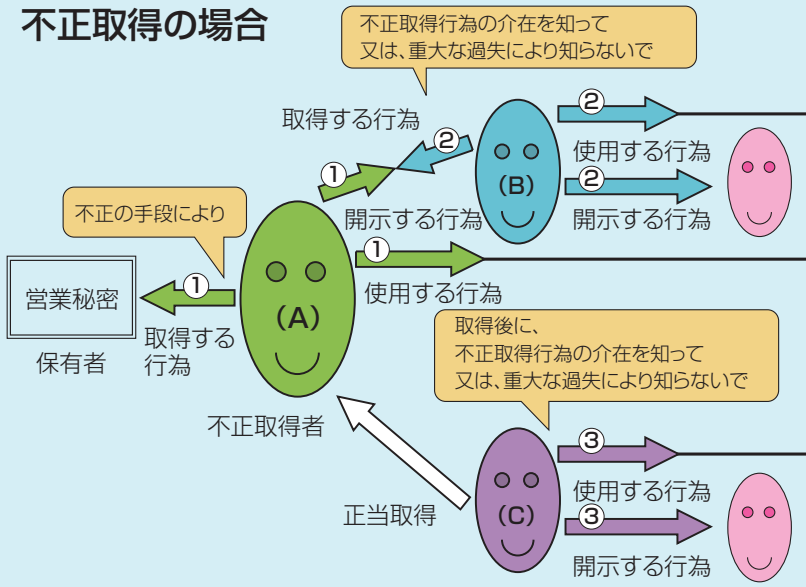 不正取得の場合
不正取得行為の介在を知って
又は、重大な過失により知らないで
取得する行為
②
②
①
使用する行為
(B)
②
不正の手段により
開示する行為
開示する行為
①
①
営業秘密
使用する行為
(A)
取得する
行為
保有者
取得後に、
不正取得行為の介在を知って
又は、重大な過失により知らないで
不正取得者
③
使用する行為
正当取得
(C)
③
開示する行為